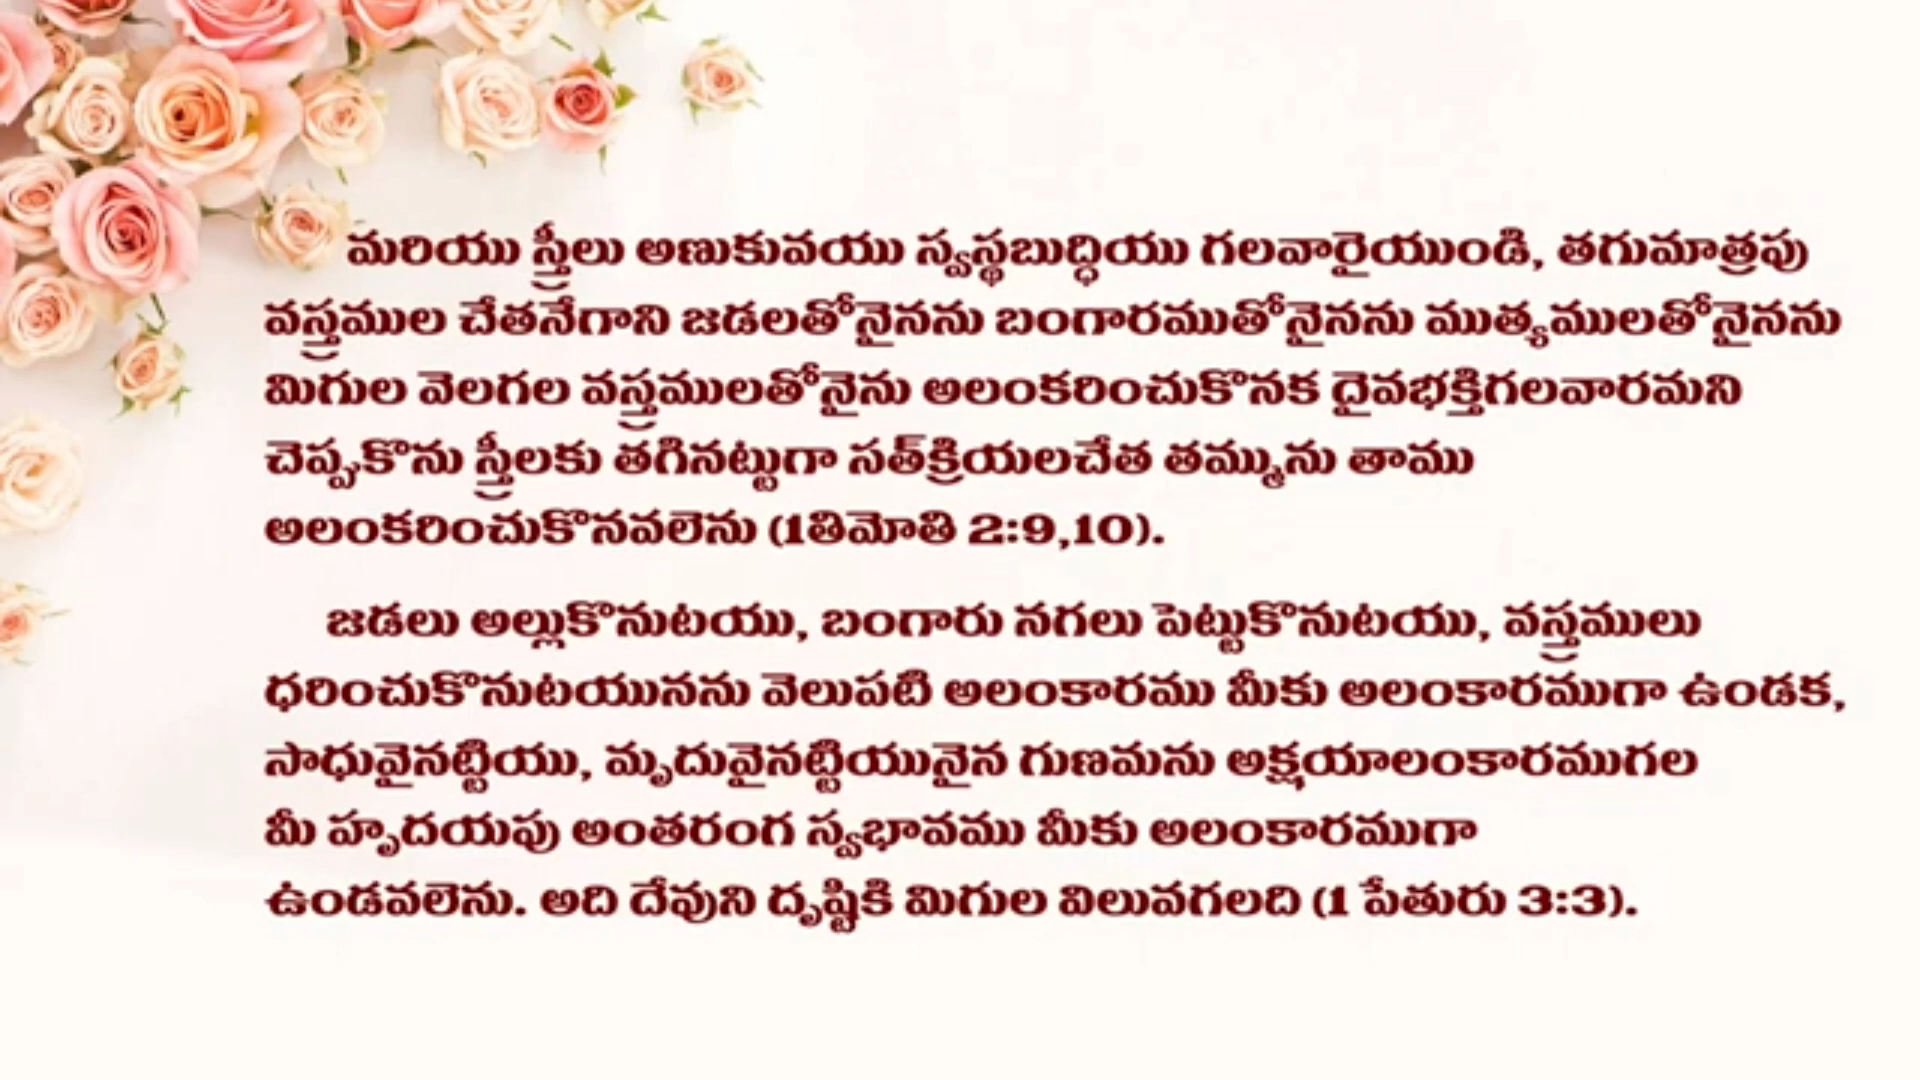 మరియు స్త్రీలు అణుకువయు స్వస్థబుద్ధియు గలవారైయుండి, తగుమాత్రపు
వస్త్రముల చేతనేగాని జడలతోనైనను బంగారముతోనైనను ముత్యములతోనైనను
మిగుల వెలగల వస్త్రములతోనైను అలంకరించుకొనక దైవభక్తిగలవారమని
చెప్పుకొను స్త్రీలకు తగినట్టుగా సత్‌క్రియలచేత తమ్మును తాము
అలంకరించుకొనవలెను (1తిమోతి 2:9,10).
జడలు అల్లుకొనుటయు, బంగారు నగలు పెట్టుకొనుటయు, వస్త్రములు
ధరించుకొనుటయునను వెలుపటి అలంకారము మీకు అలంకారముగా ఉండక,
సాధువైనట్టియు, మృదువైనట్టియునైన గుణమను అక్షయాలంకారముగల
మీ హృదయపు అంతరంగ స్వభావము మీకు అలంకారముగా
ఉండవలెను. అది దేవుని దృష్టికి మిగుల విలువగలది (1 పేతురు 3:3).